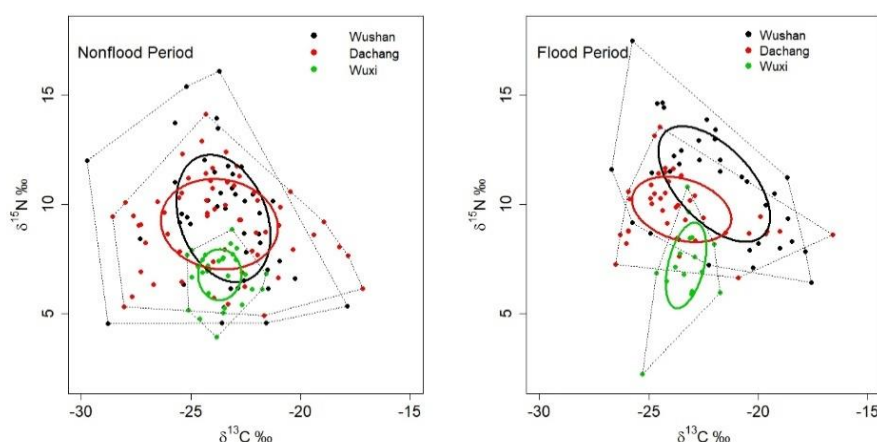 Nonflood Period
Wushan
Dachang
Wuxi
15
10
5
δ15N ‰
-30
-25
-20
-15
δ13C ‰
Flood Period
Wushan
Dachang
Wuxi
15
10
5
δ15N ‰
-30
-25
-20
-15
δ13C ‰